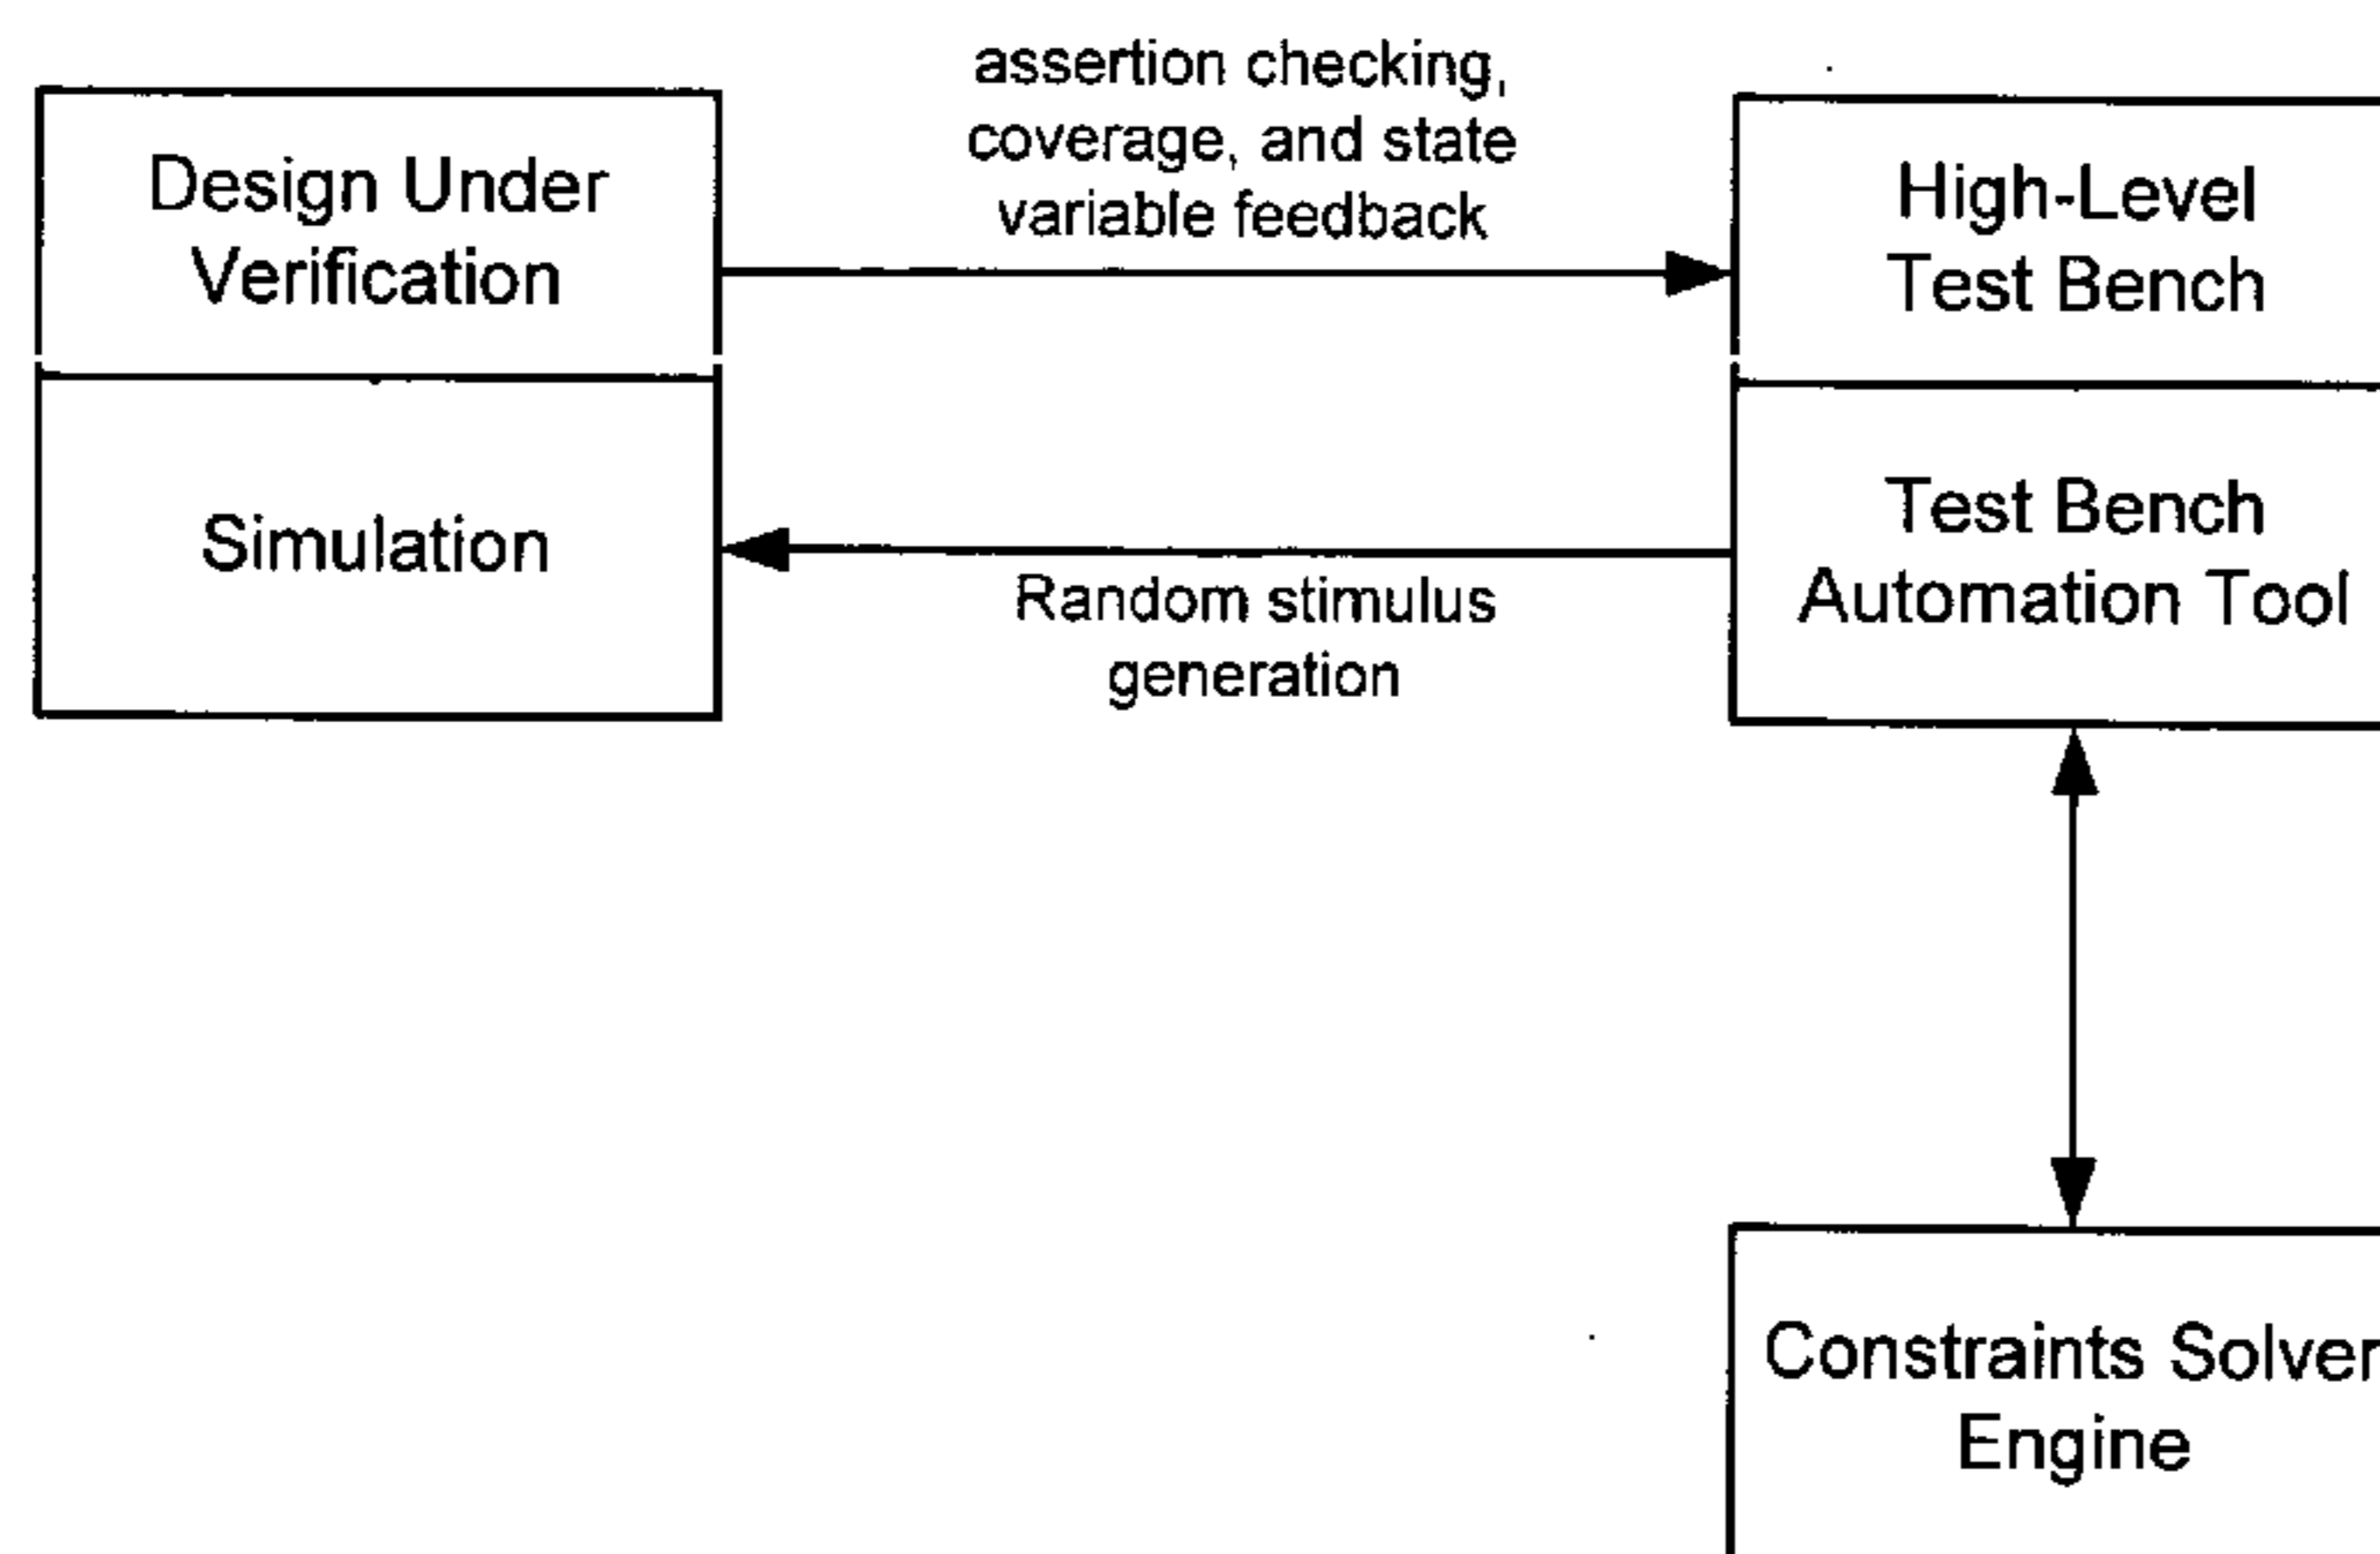 Design Under
Verification
Simulation
assertion checking,
coverage, and state
variable feedback
Random stimulus
generation
High-Level
Test Bench
Test Bench
Automation Tool
Constraints Solver
Engine